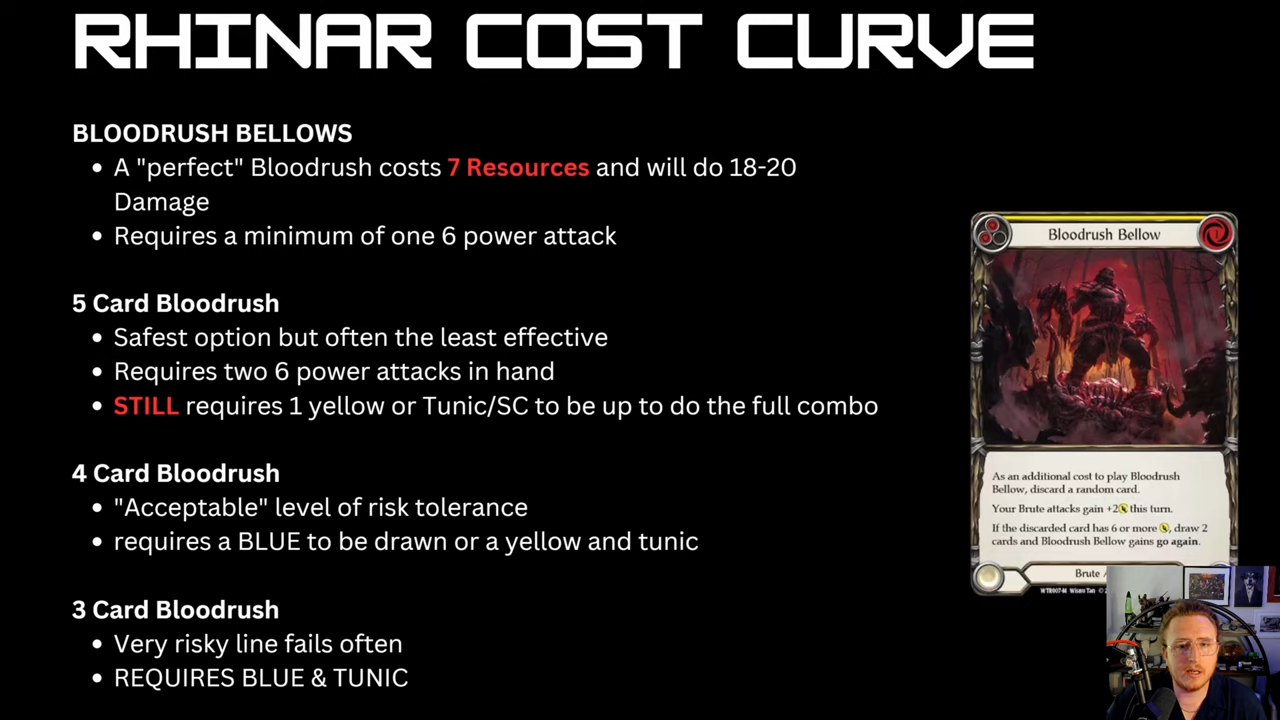 RHINAR COST CURVE
BLOODRUSH BELLOWS
• A "perfect" Bloodrush costs 7 Resources and will do 18-20
Damage
• Requires a minimum of one 6 power attack
5 Card Bloodrush
• Safest option but often the least effective
• Requires two 6 power attacks in hand
• STILL requires 1 yellow or Tunic/SC to be up to do the full combo
4 Card Bloodrush
• "Acceptable" level of risk tolerance
• requires a BLUE to be drawn or a yellow and tunic
3 Card Bloodrush
• Very risky line fails often
• REQUIRES BLUE & TUNIC
Bloodrush Bellow
As an additional cost to play Bloodrush
Bellow, discard a random card.
Your Brute attacks gain +2 this turn.
If the discarded card has 6 or more , draw 2
cards and Bloodrush Bellow gains go again.
Brute
WTR007-M Wisnu Tan ©